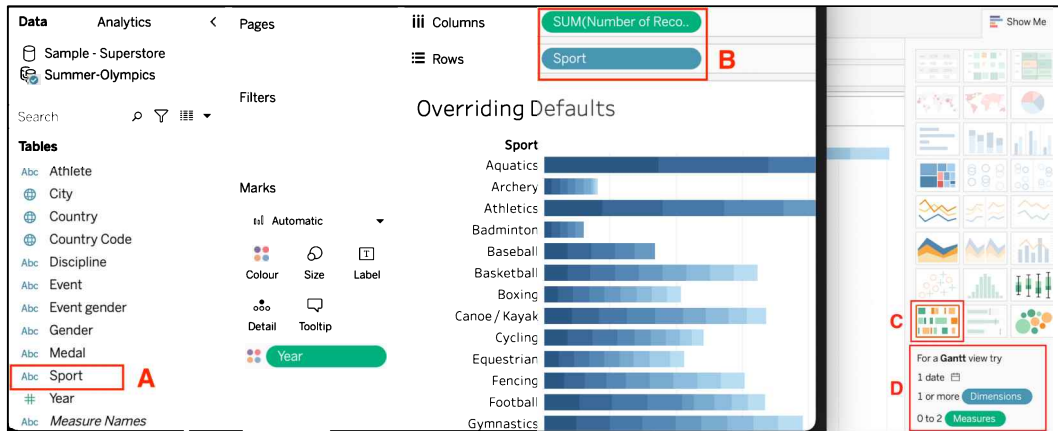 Data Analytics <
Sample - Superstore
Summer-Olympics
Search
Tables
Abc Athlete
City
Country
Country Code
Abc Discipline
Abc Event
Abc Event gender
Abc Gender
Abc Medal
Abc Sport
A
# Year
Abc Measure Names
Pages
Filters
Marks
Automatic
Colour Size Label
Detail Tooltip
Year
Columns SUM(Number of Reco..
Rows Sport
B
Overriding Defaults
Sport
Aquatics
Archery
Athletics
Badminton
Baseball
Basketball
Boxing
Canoe / Kayak
Cycling
Equestrian
Fencing
Football
Gymnastics
Show Me
C
D
For a Gantt view try
1 date
1 or more Dimensions
0 to 2 Measures